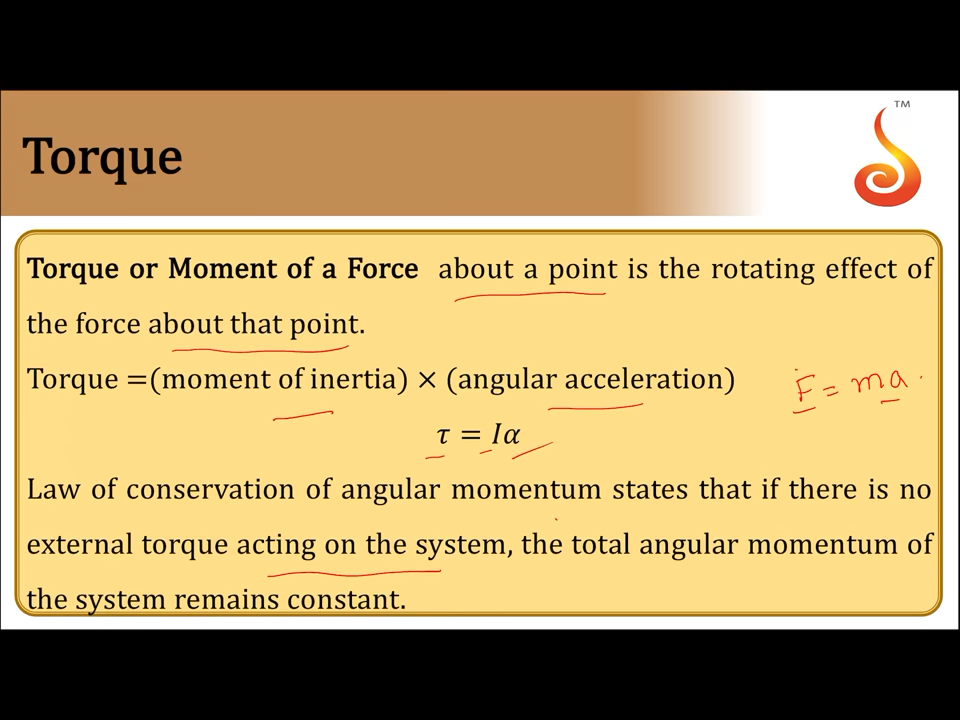 TM
Torque
Torque or Moment of a Force about a point is the rotating effect of
the force about that point.
Torque =(moment of inertia) × (angular acceleration)
F = ma
τ = Iα
Law of conservation of angular momentum states that if there is no
external torque acting on the system, the total angular momentum of
the system remains constant.